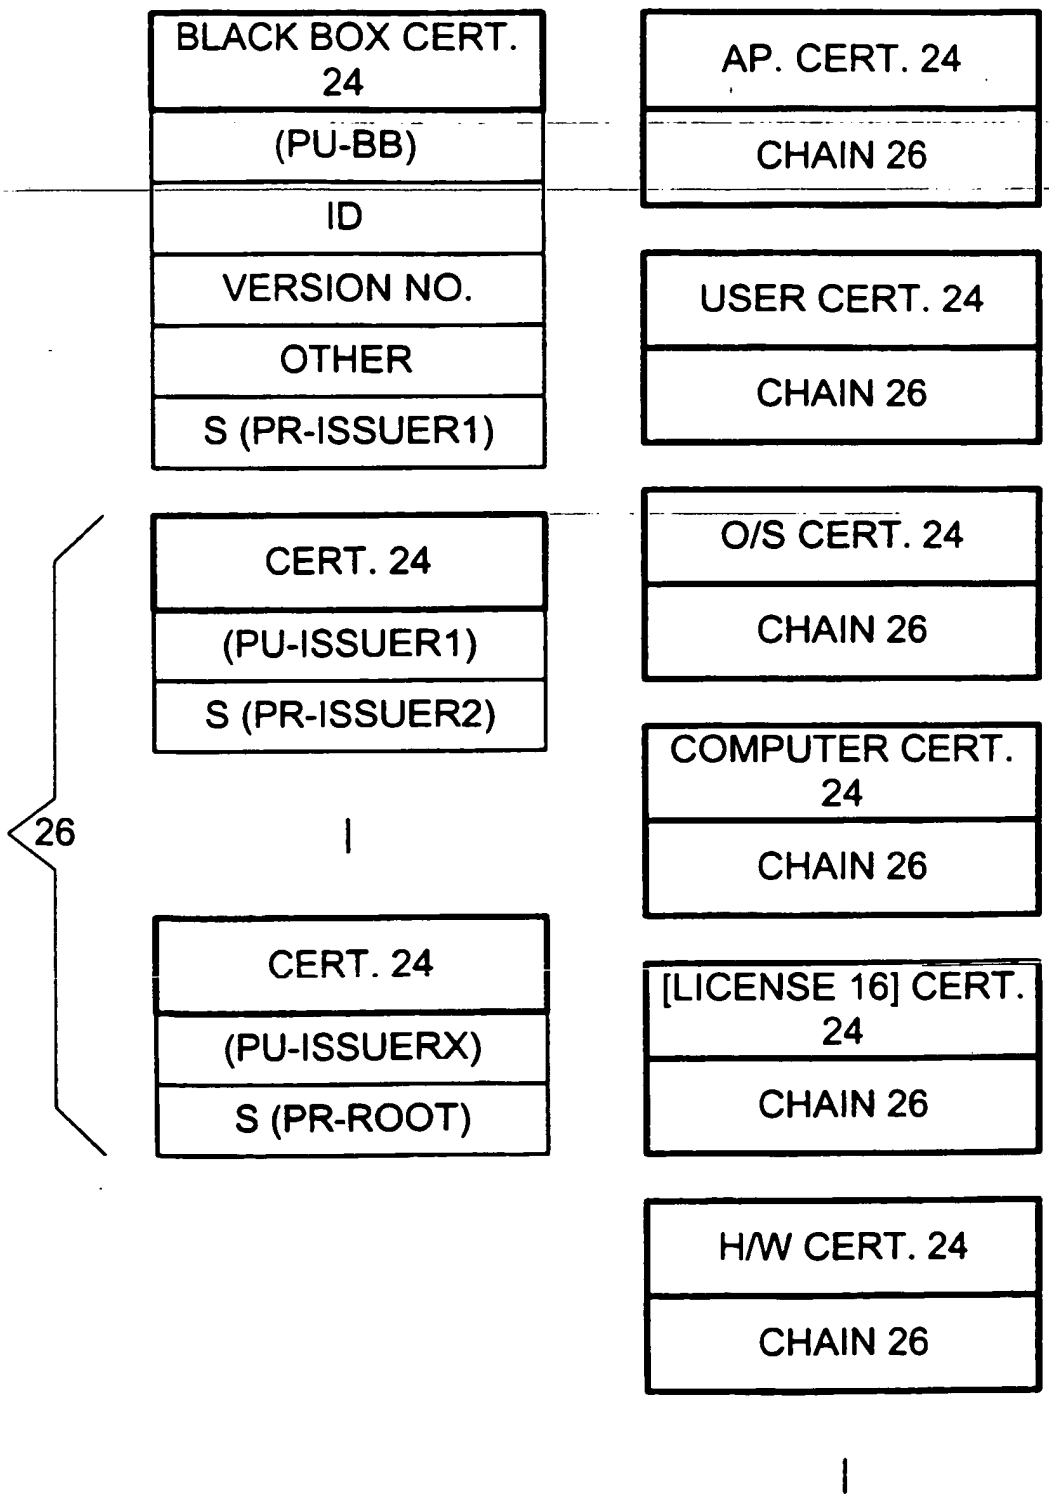 BLACK BOX CERT.
24
(PU-BB)
ID
VERSION NO.
OTHER
S (PR-ISSUER1)
26
CERT. 24
(PU-ISSUER1)
S (PR-ISSUER2)
CERT. 24
(PU-ISSUERX)
S (PR-ROOT)
AP. CERT. 24
CHAIN 26
USER CERT. 24
CHAIN 26
O/S CERT. 24
CHAIN 26
COMPUTER CERT.
24
CHAIN 26
[LICENSE 16] CERT.
24
CHAIN 26
H/W CERT. 24
CHAIN 26